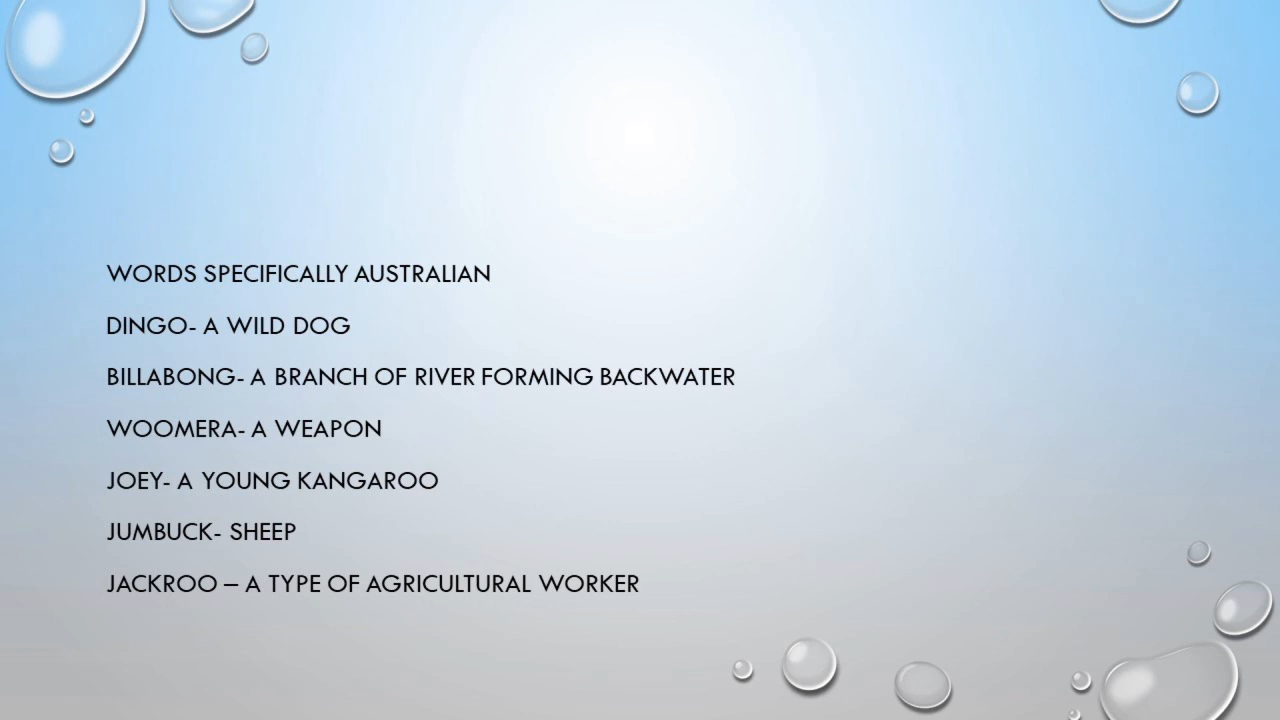 WORDS SPECIFICALLY AUSTRALIAN
DINGO- A WILD DOG
BILLABONG- A BRANCH OF RIVER FORMING BACKWATER
WOOMERA- A WEAPON
JOEY- A YOUNG KANGAROO
JUMBUCK- SHEEP
JACKROO – A TYPE OF AGRICULTURAL WORKER